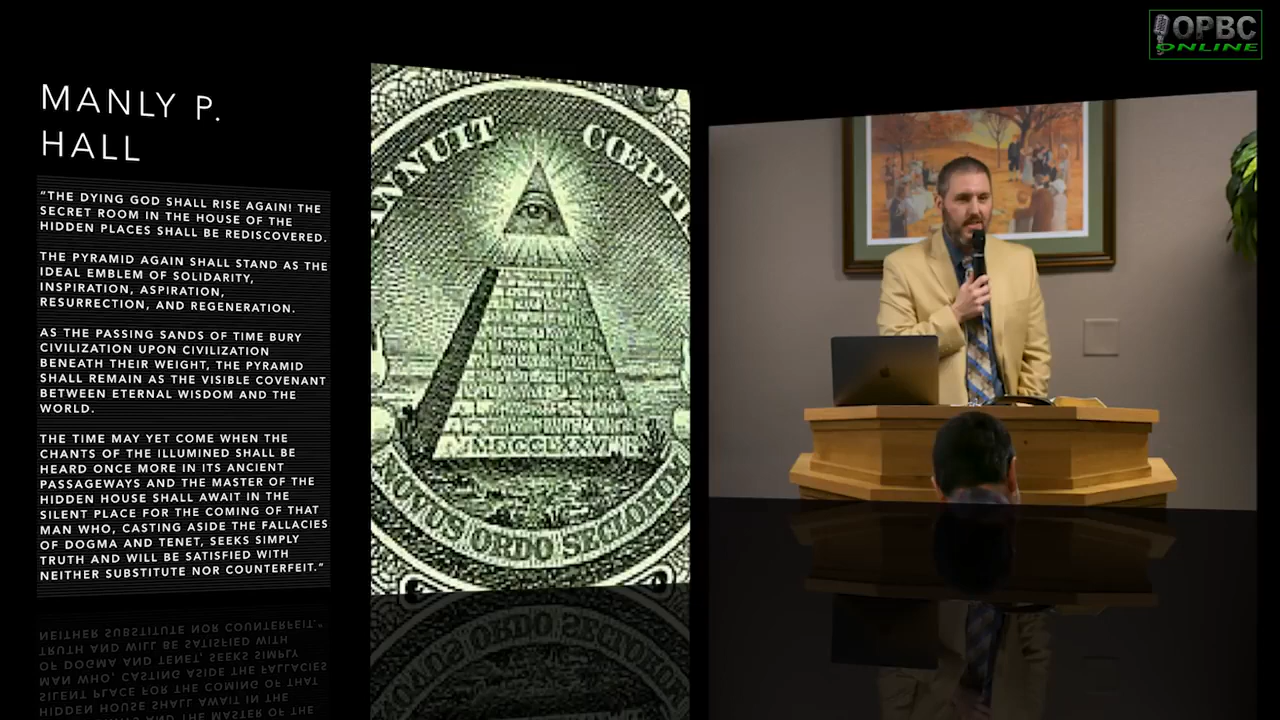 OPBC
ONLINE
MANLY P.
HALL
"THE DYING GOD SHALL RISE AGAIN! THE
SECRET ROOM IN THE HOUSE OF THE
HIDDEN PLACES SHALL BE REDISCOVERED.
THE PYRAMID AGAIN SHALL STAND AS THE
IDEAL EMBLEM OF SOLIDARITY,
INSPIRATION, ASPIRATION,
RESURRECTION, AND REGENERATION.
AS THE PASSING SANDS OF TIME BURY
CIVILIZATION UPON CIVILIZATION
BENEATH THEIR WEIGHT, THE PYRAMID
SHALL REMAIN AS THE VISIBLE COVENANT
BETWEEN ETERNAL WISDOM AND THE
WORLD.
THE TIME MAY YET COME WHEN THE
CHANTS OF THE ILLUMINED SHALL BE
HEARD ONCE MORE IN ITS ANCIENT
PASSAGEWAYS AND THE MASTER OF THE
HIDDEN HOUSE SHALL AWAIT IN THE
SILENT PLACE FOR THE COMING OF THAT
MAN WHO, CASTING ASIDE THE FALLACIES
OF DOGMA AND TENET, SEEKS SIMPLY
TRUTH AND WILL BE SATISFIED WITH
NEITHER SUBSTITUTE NOR COUNTERFEIT."
ANNUIT CŒPTI
MDCCLXXVI
NOVUS ORDO SECLORUM